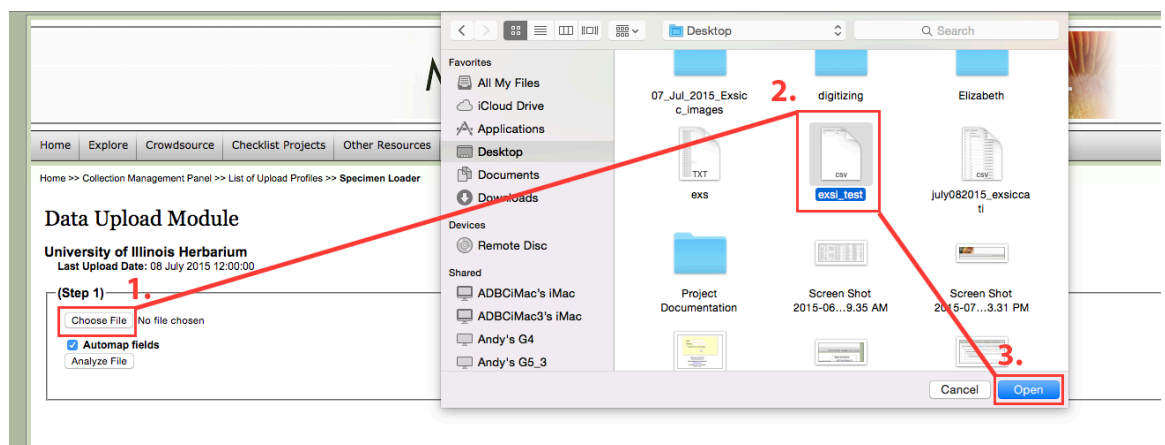 Desktop
Search
Home Explore Crowdsource Checklist Projects Other Resources
Home >> Collection Management Panel >> List of Upload Profiles >> Specimen Loader
Data Upload Module
University of Illinois Herbarium
Last Upload Date: 08 July 2015 12:00:00
(Step 1)
1.
Choose File No file chosen
Automap fields
Analyze File
Favorites
All My Files
iCloud Drive
Applications
Desktop
Documents
Downloads
Devices
Remote Disc
Shared
ADBCiMac's iMac
ADBCiMac3's iMac
Andy's G4
Andy's G5_3
07_Jul_2015_Exsic
c_images
digitizing
Elizabeth
2.
TXT
exs
CSV
exsi_test
CSV
july082015_exsicca
ti
Project
Documentation
Screen Shot
2015-06...9.35 AM
Screen Shot
2015-07...3.31 PM
3.
Cancel Open